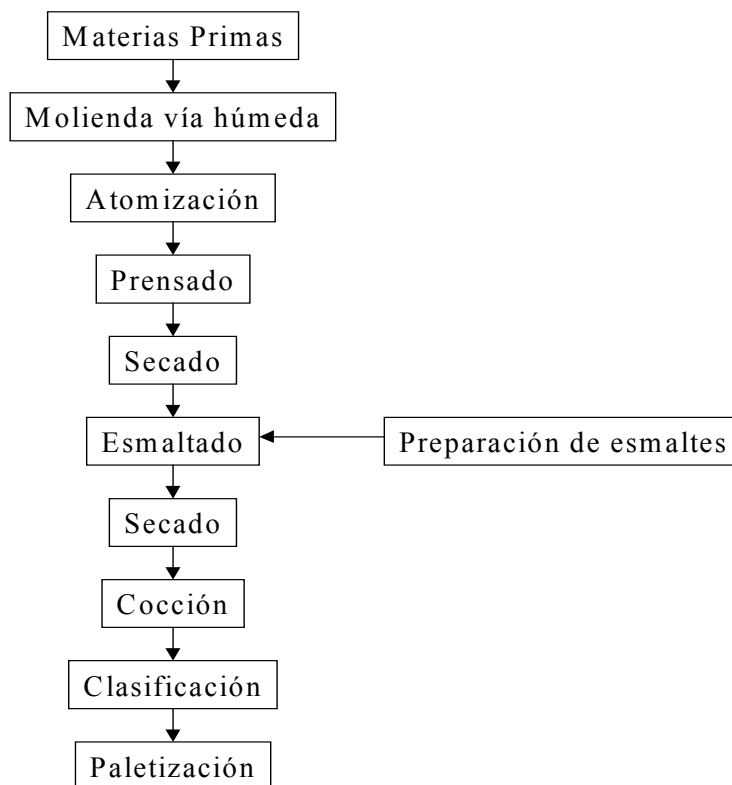 Materias Primas
Molienda vía húmeda
Atomización
Prensado
Secado
Esmaltado
Preparación de esmaltes
Secado
Cocción
Clasificación
Paletización